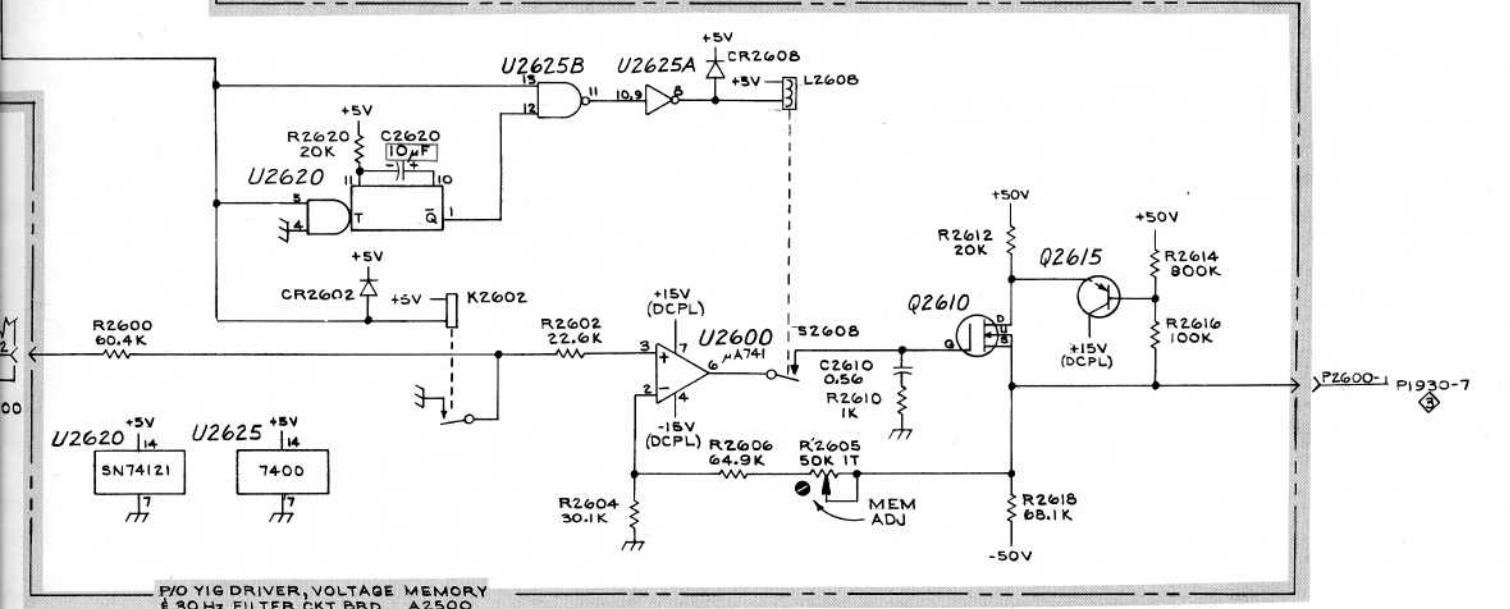 +5V
CR2608
U2625B
U2625A
+5V
L2608
13
11
10,9
8
12
+5V
R2620
20K
C2620
10µF
- +
U2620
11
10
3
T
Q̄
1
4
+50V
+50V
R2612
20K
Q2615
R2614
800K
+5V
CR2602
+5V
K2602
+15V
(DCPL)
Q2610
D
U
S
G
R2616
100K
+15V
(DCPL)
R2600
60.4K
R2602
22.6K
3
+
7
U2600
µA741
6
S2608
2
-
4
C2610
0.56
R2610
1K
-15V
(DCPL)
P2600-1
P1930-7
3
2
00
U2620
+5V
14
SN74121
7
U2625
+5V
14
7400
7
R2606
64.9K
R2605
50K 1T
MEM
ADJ
R2604
30.1K
R2618
68.1K
-50V
P/O YIG DRIVER, VOLTAGE MEMORY
& 30 Hz FILTER CKT BRD A2500